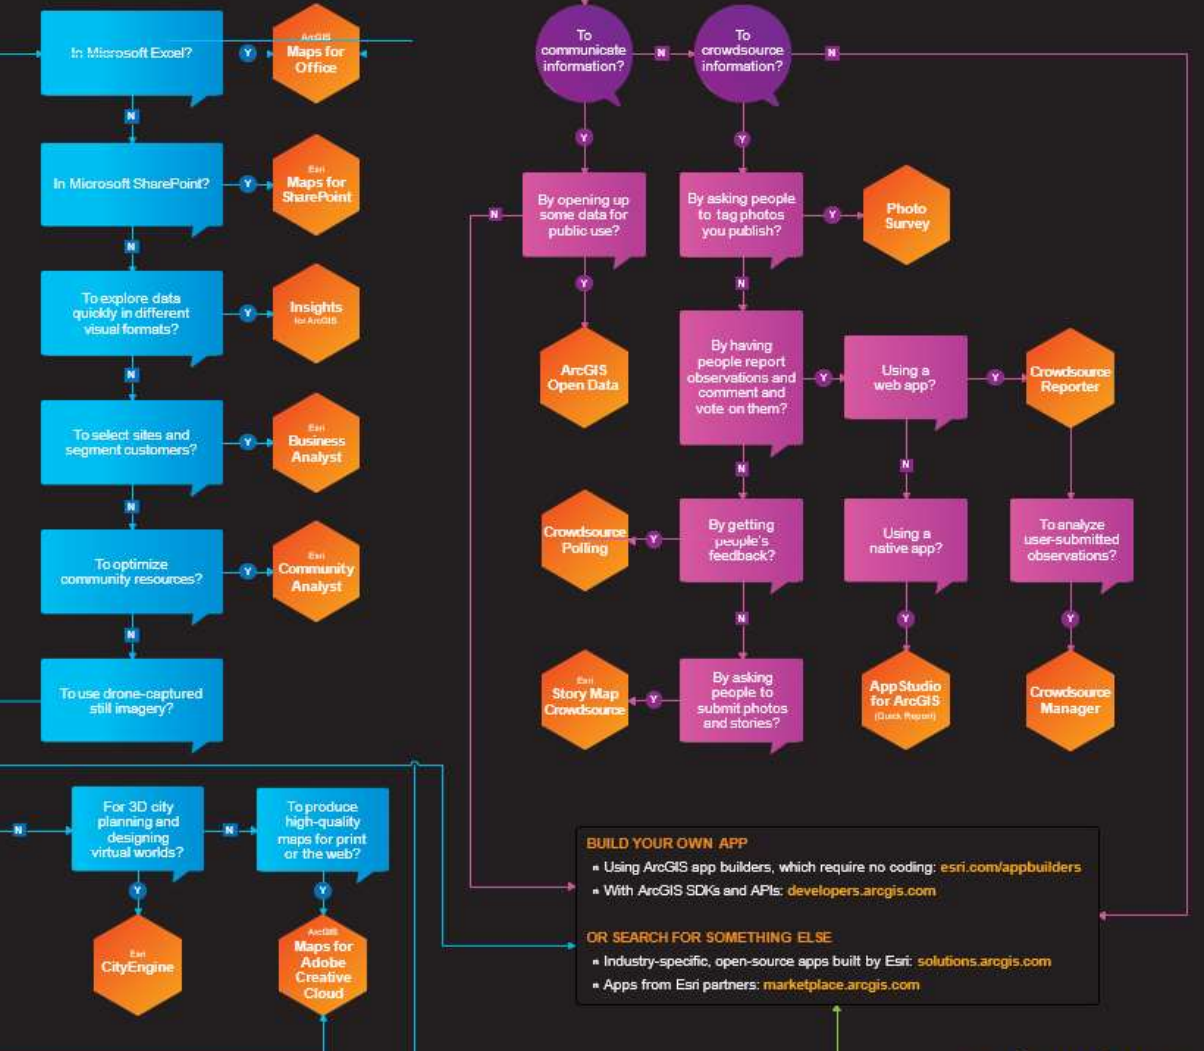 In Microsoft Excel?
Y
ArcGIS
Maps for
Office
N
In Microsoft SharePoint?
Y
Esri
Maps for
SharePoint
N
To explore data
quickly in different
visual formats?
Y
Insights
for ArcGIS
N
To select sites and
segment customers?
Y
Esri
Business
Analyst
N
To optimize
community resources?
Y
Esri
Community
Analyst
N
To use drone-captured
still imagery?
N
For 3D city
planning and
designing
virtual worlds?
N
To produce
high-quality
maps for print
or the web?
Y
Y
Esri
CityEngine
ArcGIS
Maps for
Adobe
Creative
Cloud
To
communicate
information?
N
To
crowdsource
information?
N
Y
Y
By opening up
some data for
public use?
N
Y
ArcGIS
Open Data
By asking people
to tag photos
you publish?
Y
Photo
Survey
N
By having
people report
observations and
comment and
vote on them?
Y
Using a
web app?
Y
Crowdsource
Reporter
N
N
By getting
people's
feedback?
Y
Crowdsource
Polling
Using a
native app?
To analyze
user-submitted
observations?
N
Y
Y
By asking
people to
submit photos
and stories?
Y
Esri
Story Map
Crowdsource
AppStudio
for ArcGIS
(Quick Report)
Crowdsource
Manager
BUILD YOUR OWN APP
Using ArcGIS app builders, which require no coding: esri.com/appbuilders
With ArcGIS SDKs and APIs: developers.arcgis.com
OR SEARCH FOR SOMETHING ELSE
Industry-specific, open-source apps built by Esri: solutions.arcgis.com
Apps from Esri partners: marketplace.arcgis.com